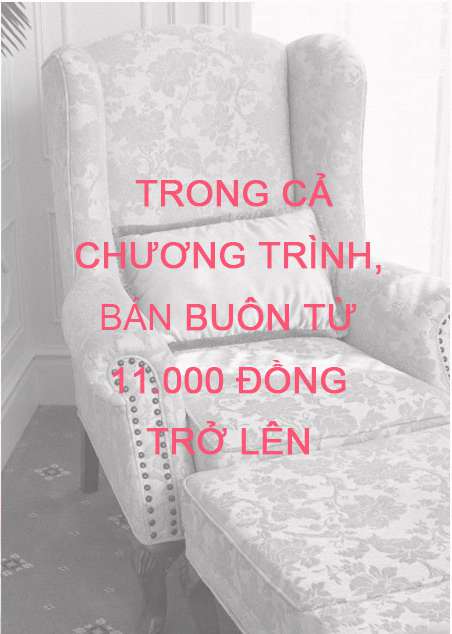 TRONG CẢ
CHƯƠNG TRÌNH,
BÁN BUÔN TỪ
11.000 ĐỒNG
TRỞ LÊN